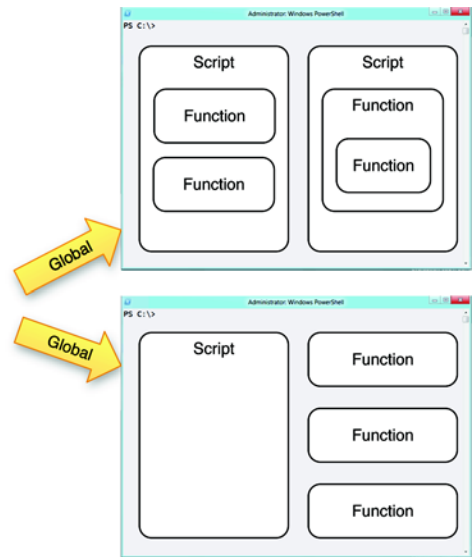 Administrator: Windows PowerShell
PS C:\>
Script
Function
Function
Script
Function
Function
Global
Administrator: Windows PowerShell
PS C:\>
Global
Script
Function
Function
Function